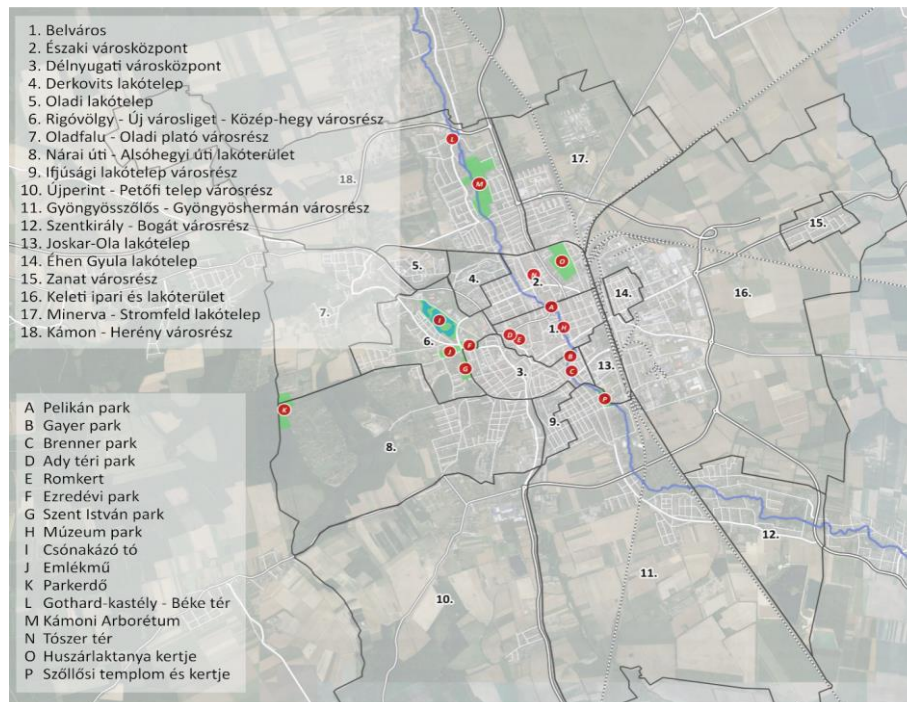 1. Belváros
2. Északi városközpont
3. Délnyugati városközpont
4. Derkovits lakótelep
5. Oladi lakótelep
6. Rigóvölgy - Új városliget - Közép-hegy városrész
7. Oladfalu - Oladi plató városrész
8. Nárai úti - Alsóhegyi úti lakóterület
9. Ifjúsági lakótelep városrész
10. Újperint - Petőfi telep városrész
11. Gyöngyösszőlős - Gyöngyöshermán városrész
12. Szentkirály - Bogát városrész
13. Joskar-Ola lakótelep
14. Éhen Gyula lakótelep
15. Zanat városrész
16. Keleti ipari és lakóterület
17. Minerva - Stromfeld lakótelep
18. Kámon - Herény városrész
L
17.
18.
M
15.
5.
4.
O
N
2.
16.
14.
7.
A
I
1.
H
D
E
6.
J
F
B
G
3.
C
13.
P
K
9.
8.
12.
11.
10.
A Pelikán park
B Gayer park
C Brenner park
D Ady téri park
E Romkert
F Ezredévi park
G Szent István park
H Múzeum park
I Csónakázó tó
J Emlékmű
K Parkerdő
L Gothard-kastély - Béke tér
M Kámoni Arborétum
N Tószer tér
O Huszárlaktanya kertje
P Szőllősi templom és kertje